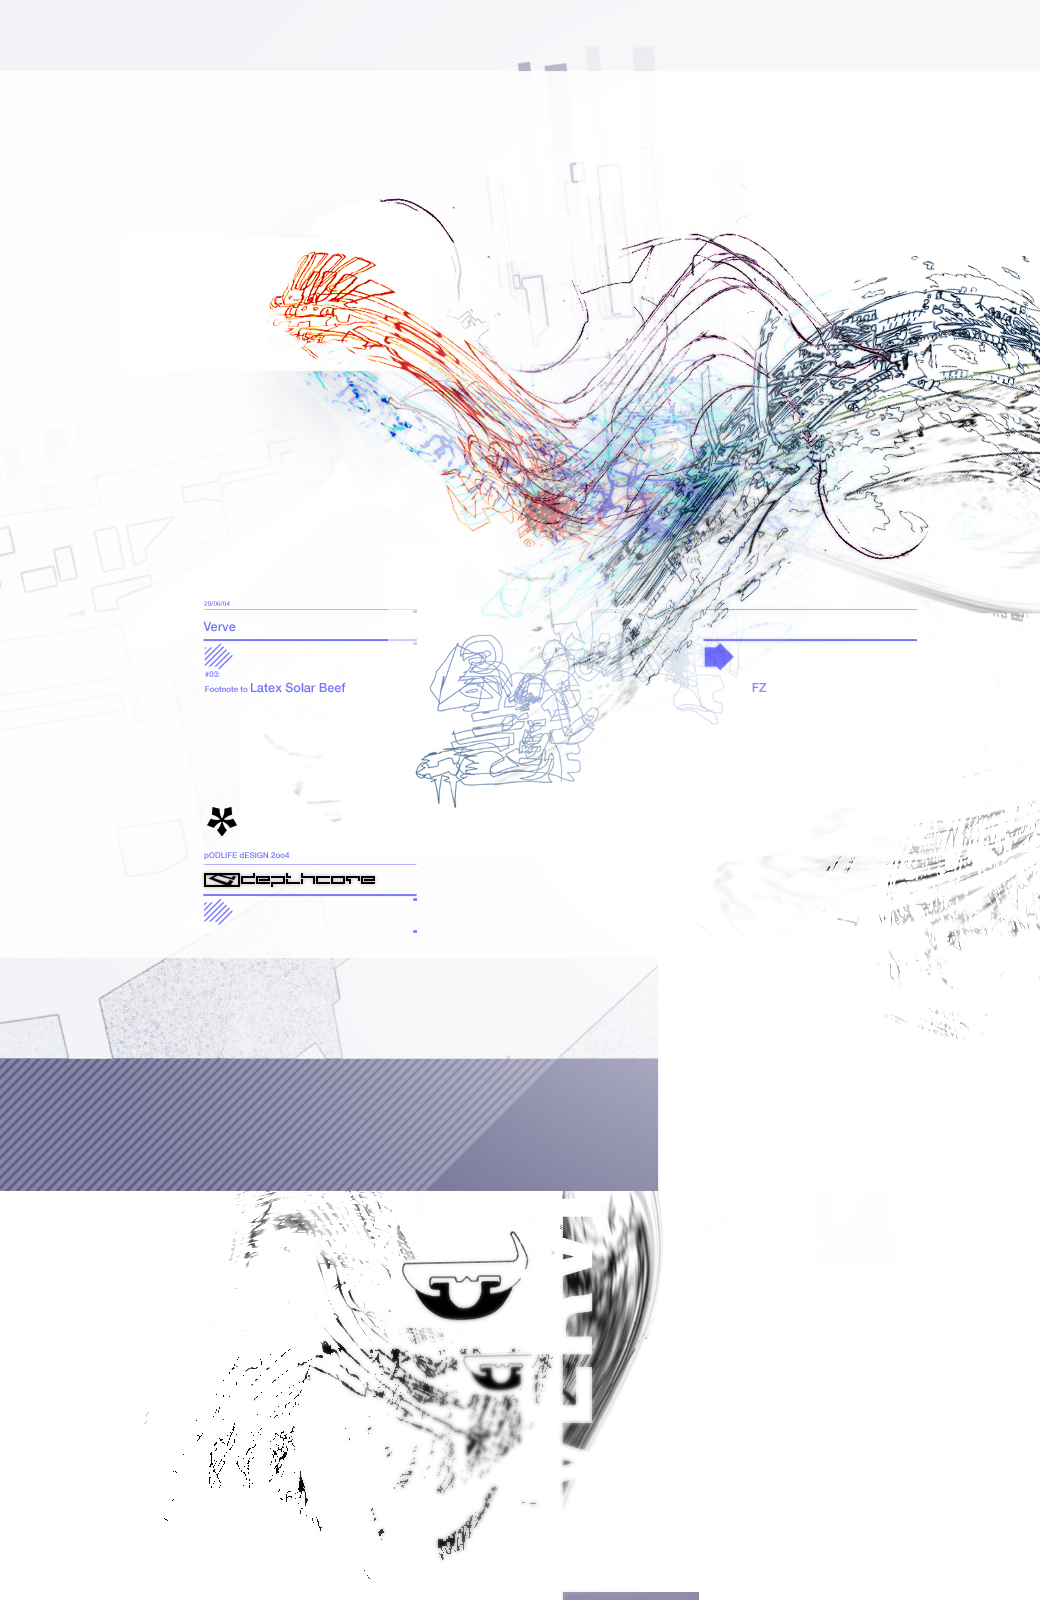 29/06/04
Verve
#03:
Footnote to Latex Solar Beef
FZ
pODLIFE dESIGN 2oo4
depthcore